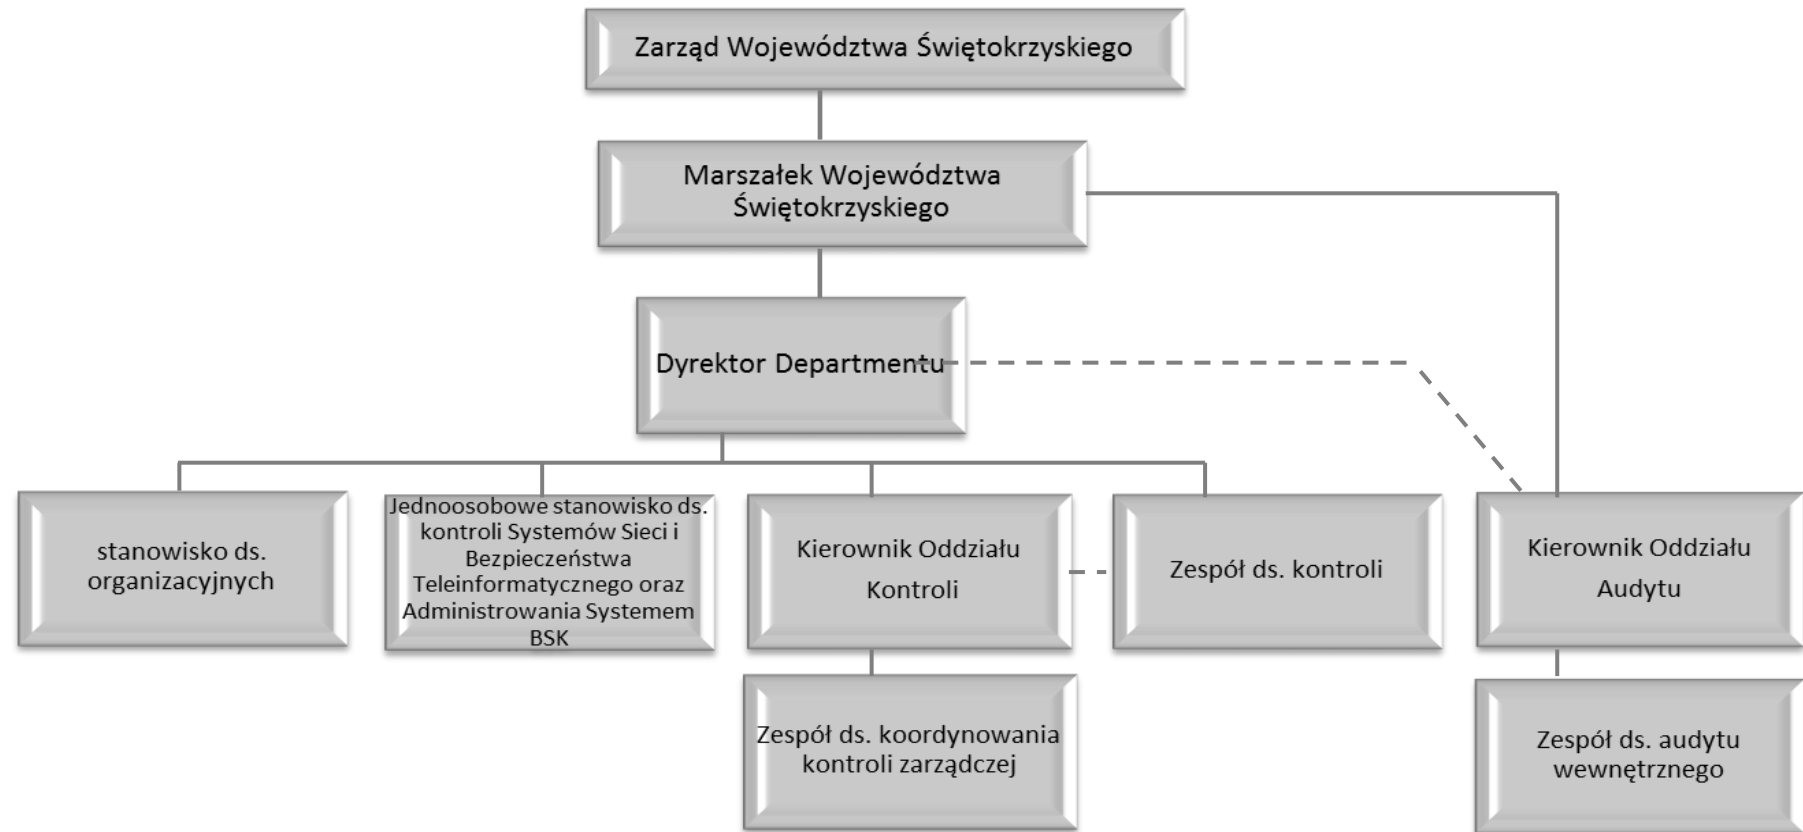 Zarząd Województwa Świętokrzyskiego
Marszałek Województwa
Świętokrzyskiego
Dyrektor Departmentu
stanowisko ds.
organizacyjnych
Jednoosobowe stanowisko ds.
kontroli Systemów Sieci i
Bezpieczeństwa
Teleinformatycznego oraz
Administrowania Systemem
BSK
Kierownik Oddziału
Kontroli
Zespół ds. kontroli
Kierownik Oddziału
Audytu
Zespół ds. koordynowania
kontroli zarządczej
Zespół ds. audytu
wewnętrznego